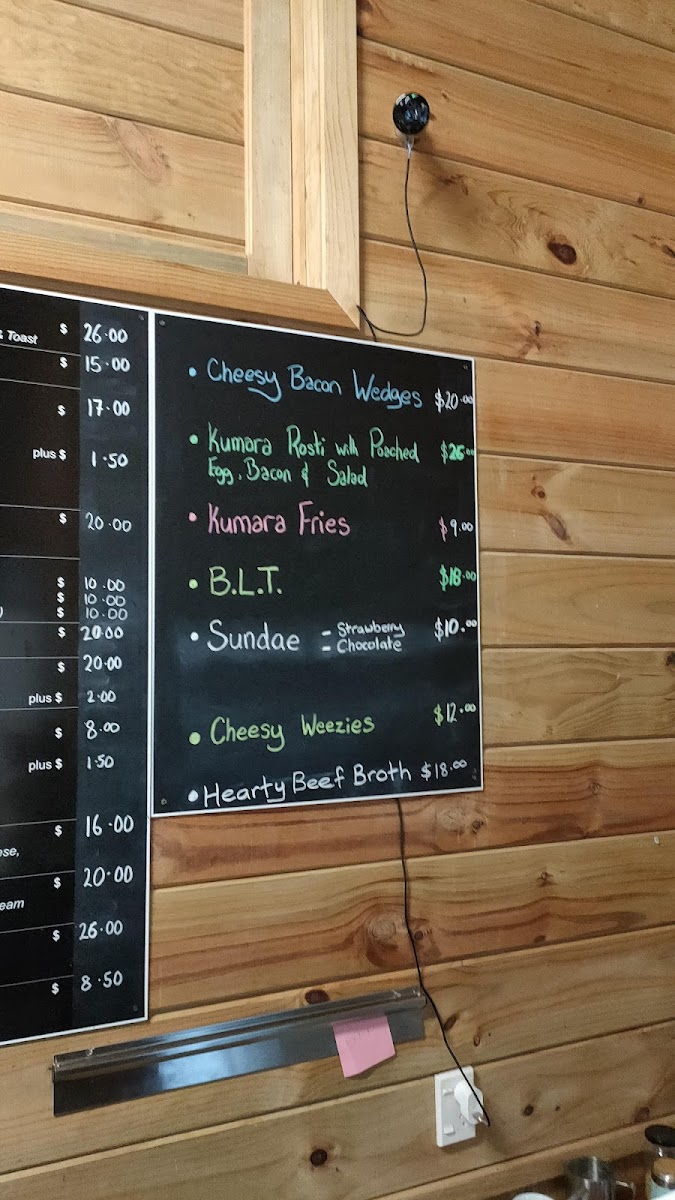 & Toast $ 26.00
$ 15.00
$ 17.00
plus $ 1.50
$ 20.00
$ 10.00
$ 10.00
$ 10.00
$ 20.00
$ 20.00
plus $ 2.00
$ 8.00
plus $ 1.50
$ 16.00
$ 20.00
$ 26.00
$ 8.50
• Cheesy Bacon Wedges $20.00
• Kumara Rosti with Poached $26.00
Egg, Bacon & Salad
• Kumara Fries $9.00
• B.L.T. $18.00
• Sundae - Strawberry $10.00
- Chocolate
• Cheesy Weezies $12.00
• Hearty Beef Broth $18.00